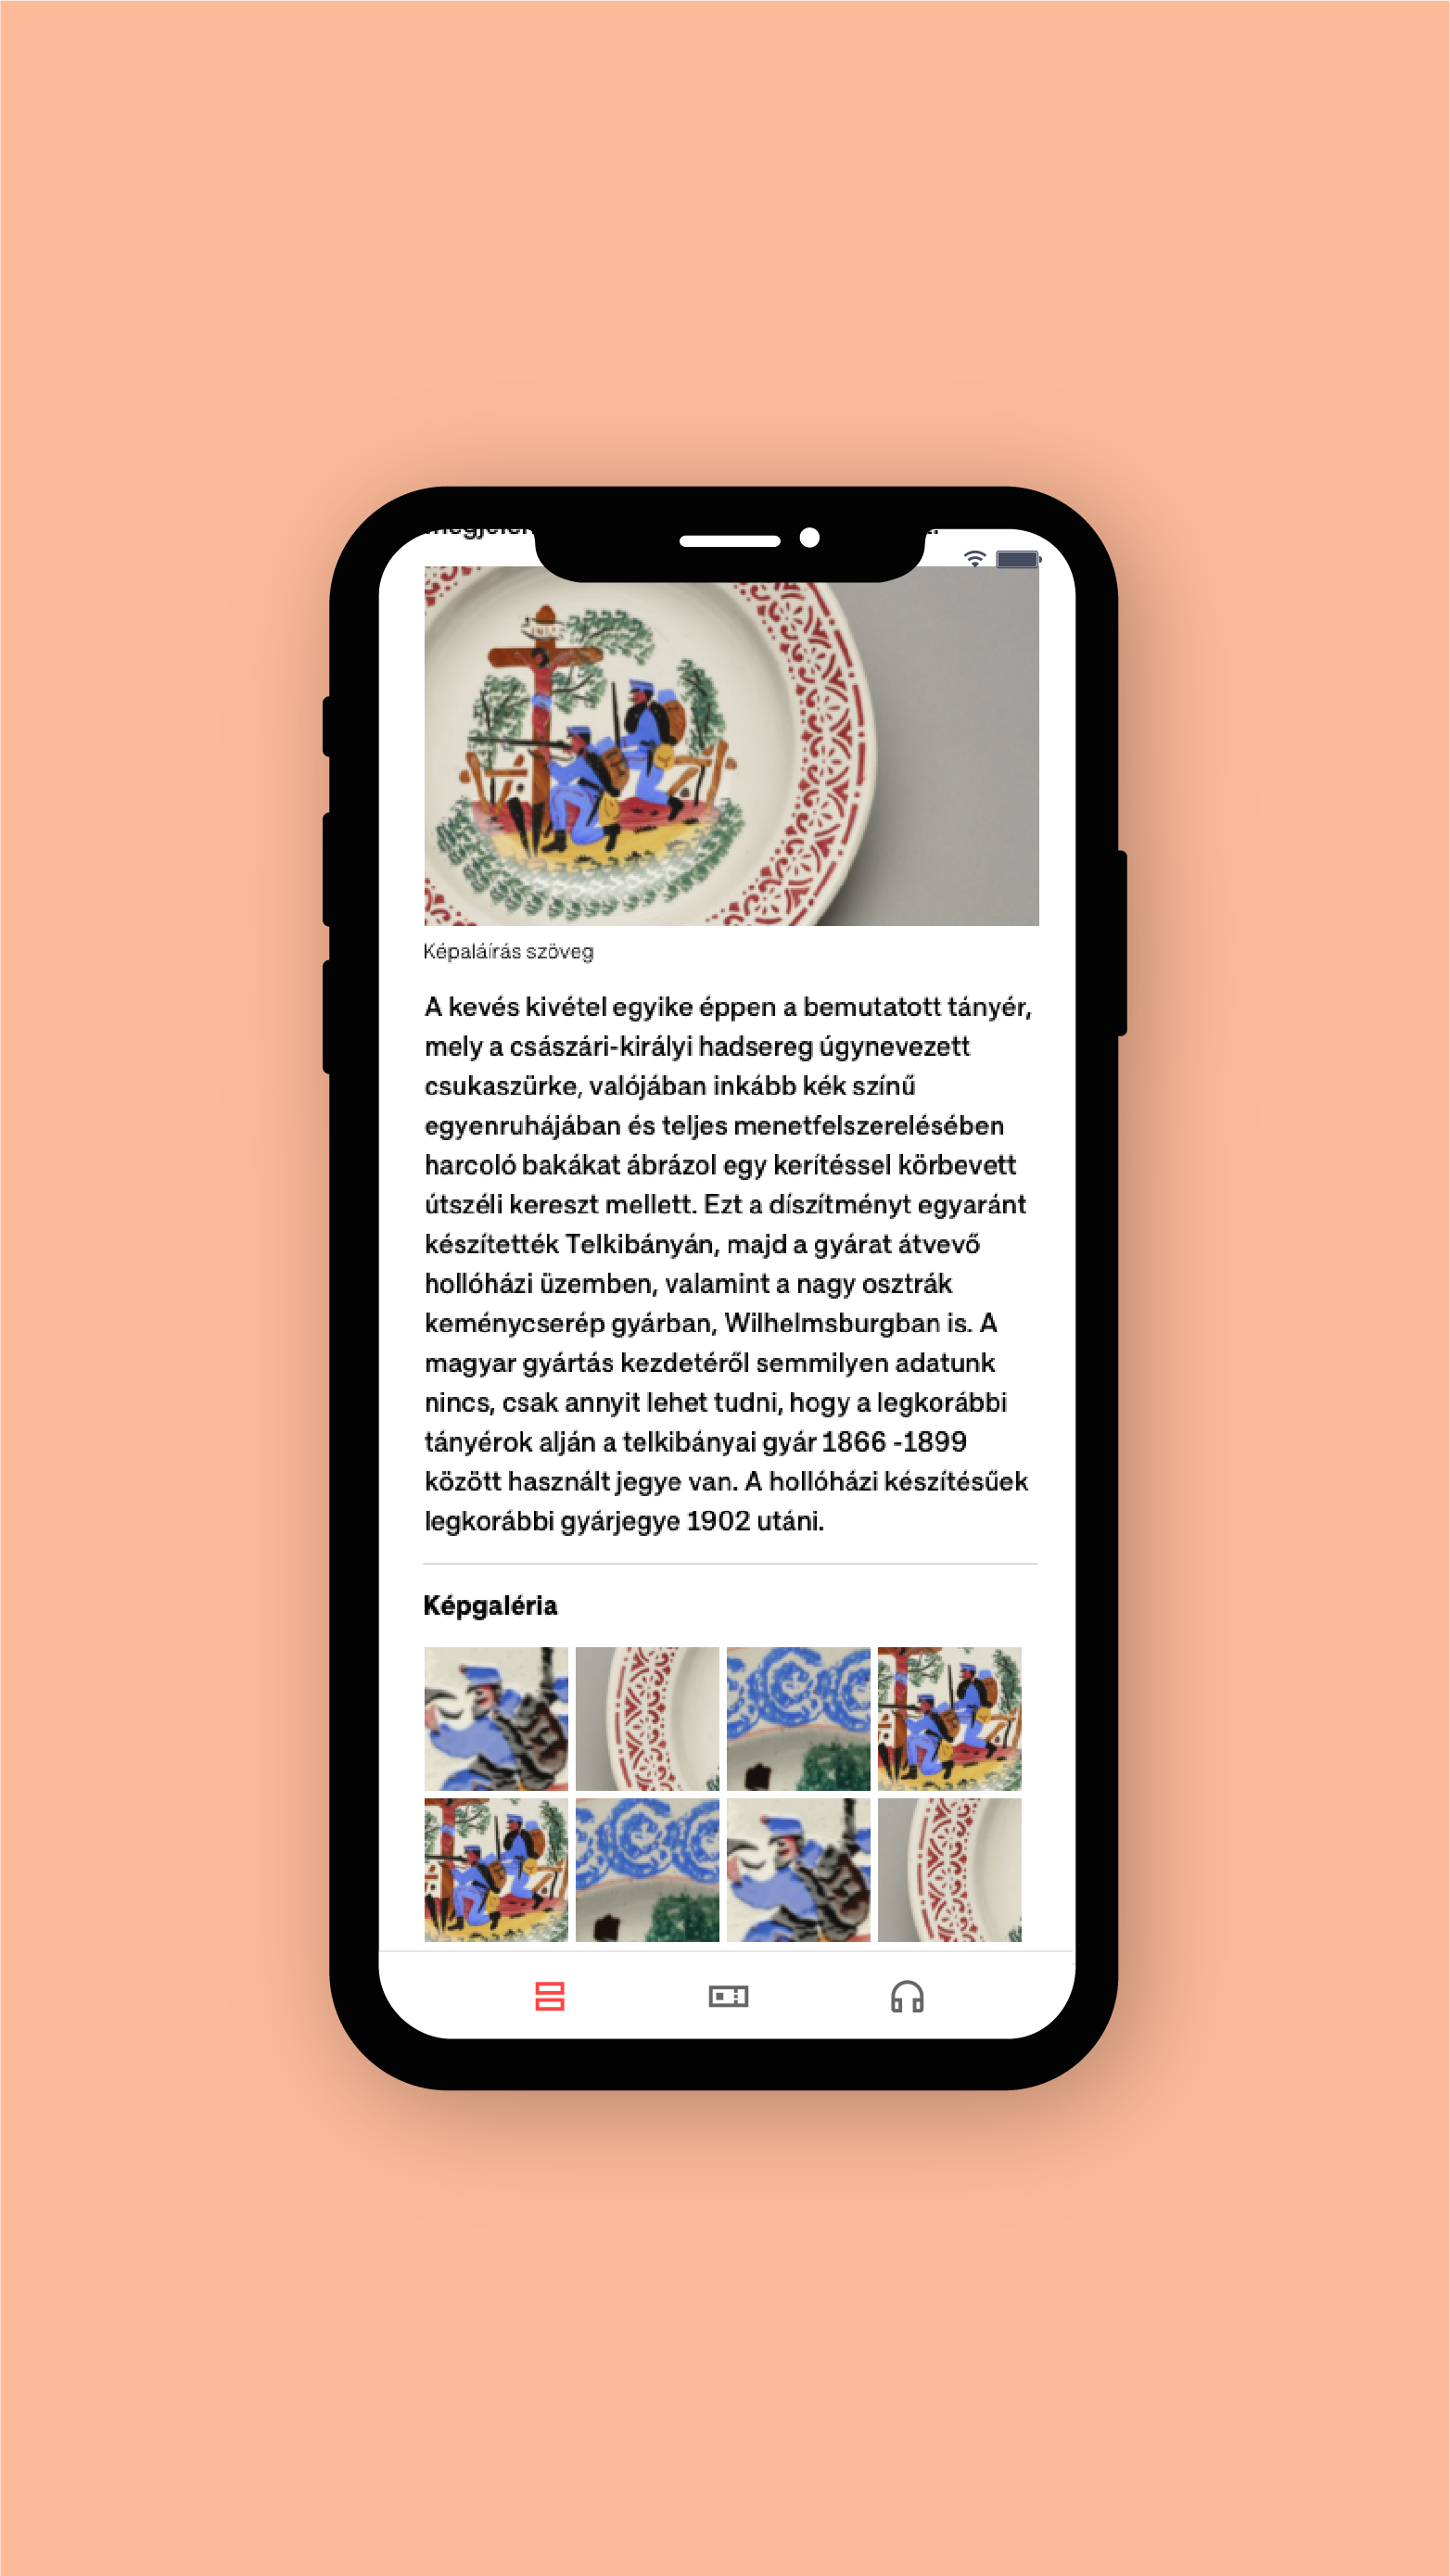 Képaláírás szöveg
A kevés kivétel egyike éppen a bemutatott tányér,
mely a császári-királyi hadsereg úgynevezett
csukaszürke, valójában inkább kék színű
egyenruhájában és teljes menetfelszerelésében
harcoló bakákat ábrázol egy kerítéssel körbevett
útszéli kereszt mellett. Ezt a díszítményt egyaránt
készítették Telkibányán, majd a gyárat átvevő
hollóházi üzemben, valamint a nagy osztrák
keménycserép gyárban, Wilhelmsburgban is. A
magyar gyártás kezdetéről semmilyen adatunk
nincs, csak annyit lehet tudni, hogy a legkorábbi
tányérok alján a telkibányai gyár 1866 -1899
között használt jegye van. A hollóházi készítésűek
legkorábbi gyárjegye 1902 utáni.
Képgaléria